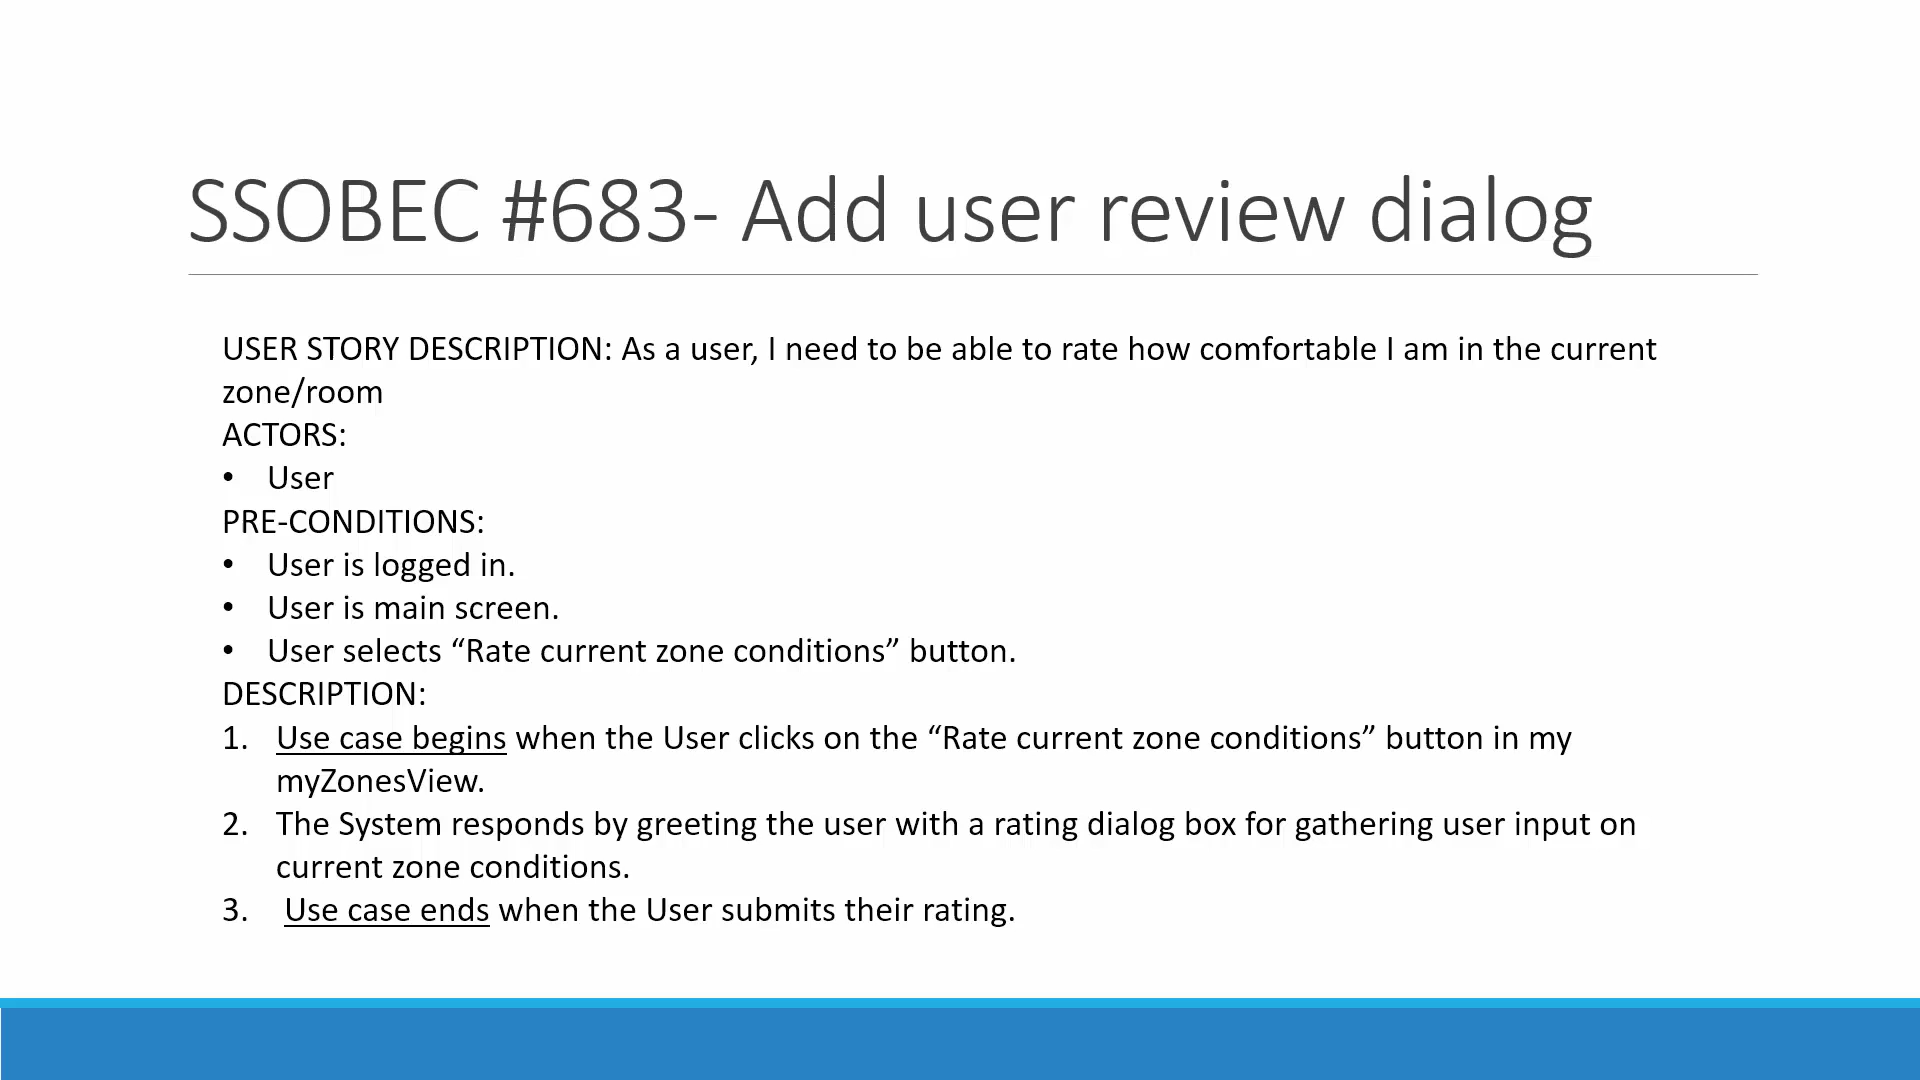 SSOBEC #683- Add user review dialog
USER STORY DESCRIPTION: As a user, I need to be able to rate how comfortable I am in the current
zone/room
ACTORS:
• User
PRE-CONDITIONS:
• User is logged in.
• User is main screen.
• User selects “Rate current zone conditions” button.
DESCRIPTION:
1. Use case begins when the User clicks on the “Rate current zone conditions” button in my
myZonesView.
2. The System responds by greeting the user with a rating dialog box for gathering user input on
current zone conditions.
3. Use case ends when the User submits their rating.